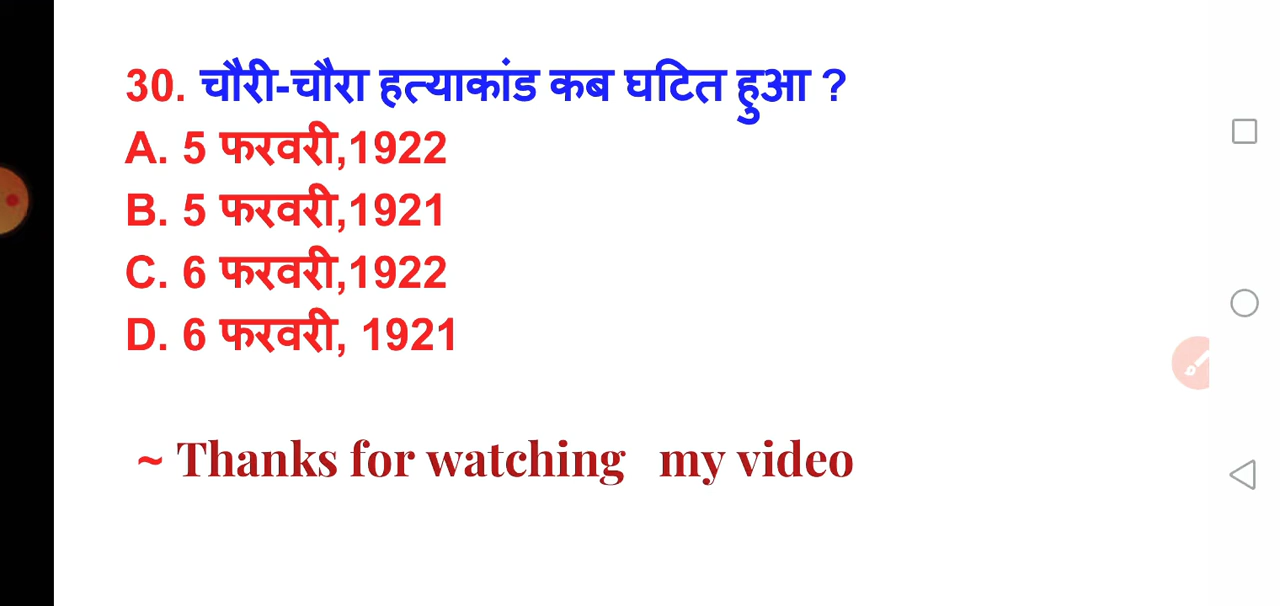 30. चौरी-चौरा हत्याकांड कब घटित हुआ ?
A. 5 फरवरी,1922
B. 5 फरवरी,1921
C. 6 फरवरी,1922
D. 6 फरवरी, 1921
~ Thanks for watching my video